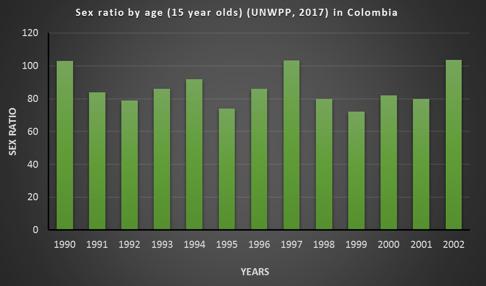 Sex ratio by age (15 year olds) (UNWPP, 2017) in Colombia
120
100
80
60
40
20
0
SEX RATIO
1990 1991 1992 1993 1994 1995 1996 1997 1998 1999 2000 2001 2002
YEARS